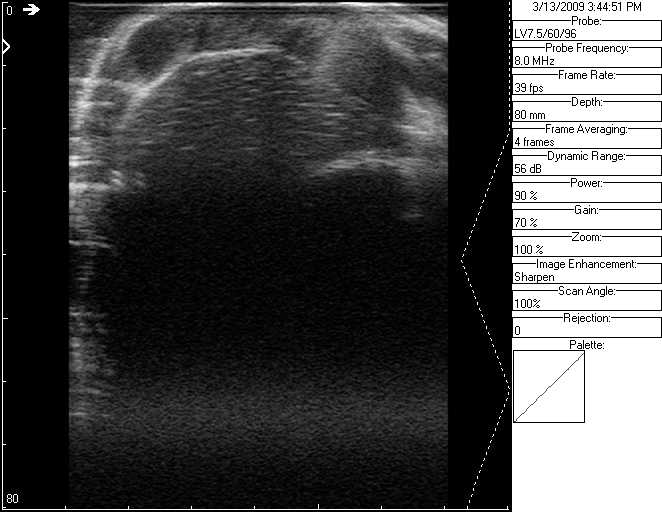 0
3/13/2009 3:44:51 PM
Probe:
LV7.5/60/96
Probe Frequency:
8.0 MHz
Frame Rate:
39 fps
Depth:
80 mm
Frame Averaging:
4 frames
Dynamic Range:
56 dB
Power:
90 %
Gain:
70 %
Zoom:
100 %
Image Enhancement:
Sharpen
Scan Angle:
100%
Rejection:
0
Palette:
80